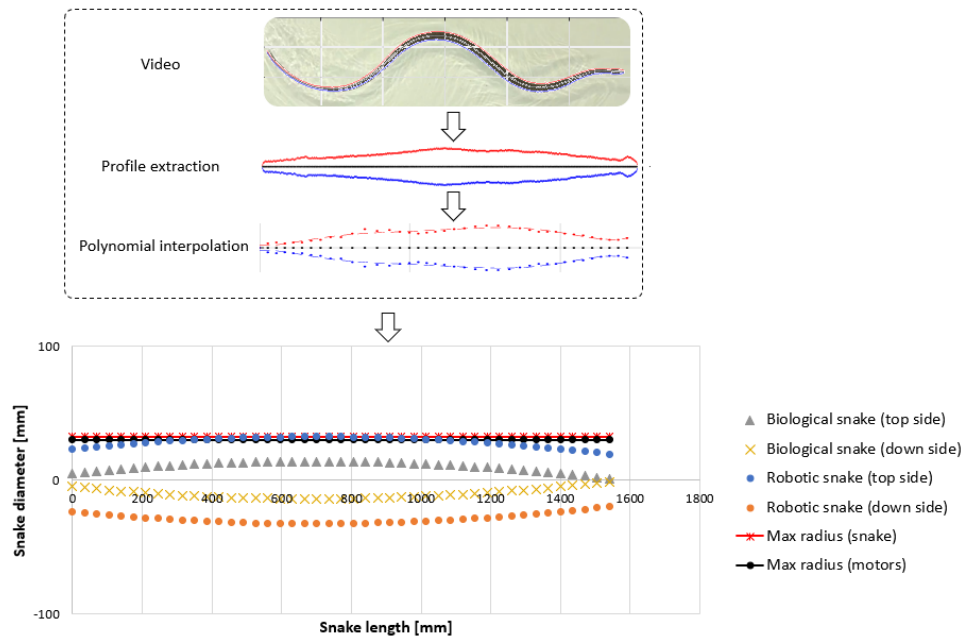 Video
Profile extraction
Polynomial interpolation
100
0
-100
0
200
400
600
800
1000
1200
1400
1600
1800
Snake diameter [mm]
Snake length [mm]
Biological snake (top side)
Biological snake (down side)
Robotic snake (top side)
Robotic snake (down side)
Max radius (snake)
Max radius (motors)